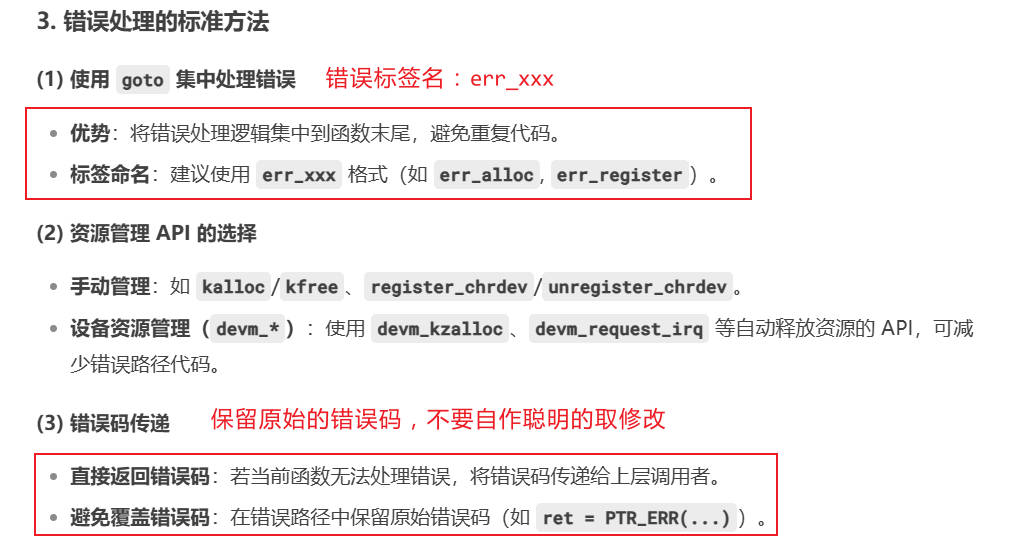 3. 错误处理的标准方法
(1) 使用 goto 集中处理错误 错误标签名：err_xxx
• 优势：将错误处理逻辑集中到函数末尾，避免重复代码。
• 标签命名：建议使用 err_xxx 格式（如 err_alloc, err_register）。
(2) 资源管理 API 的选择
• 手动管理：如 kalloc/kfree、register_chrdev/unregister_chrdev。
• 设备资源管理（devm_*）：使用 devm_kzalloc、devm_request_irq 等自动释放资源的 API，可减
少错误路径代码。
(3) 错误码传递 保留原始的错误码，不要自作聪明的取修改
• 直接返回错误码：若当前函数无法处理错误，将错误码传递给上层调用者。
• 避免覆盖错误码：在错误路径中保留原始错误码（如 ret = PTR_ERR(...)）。